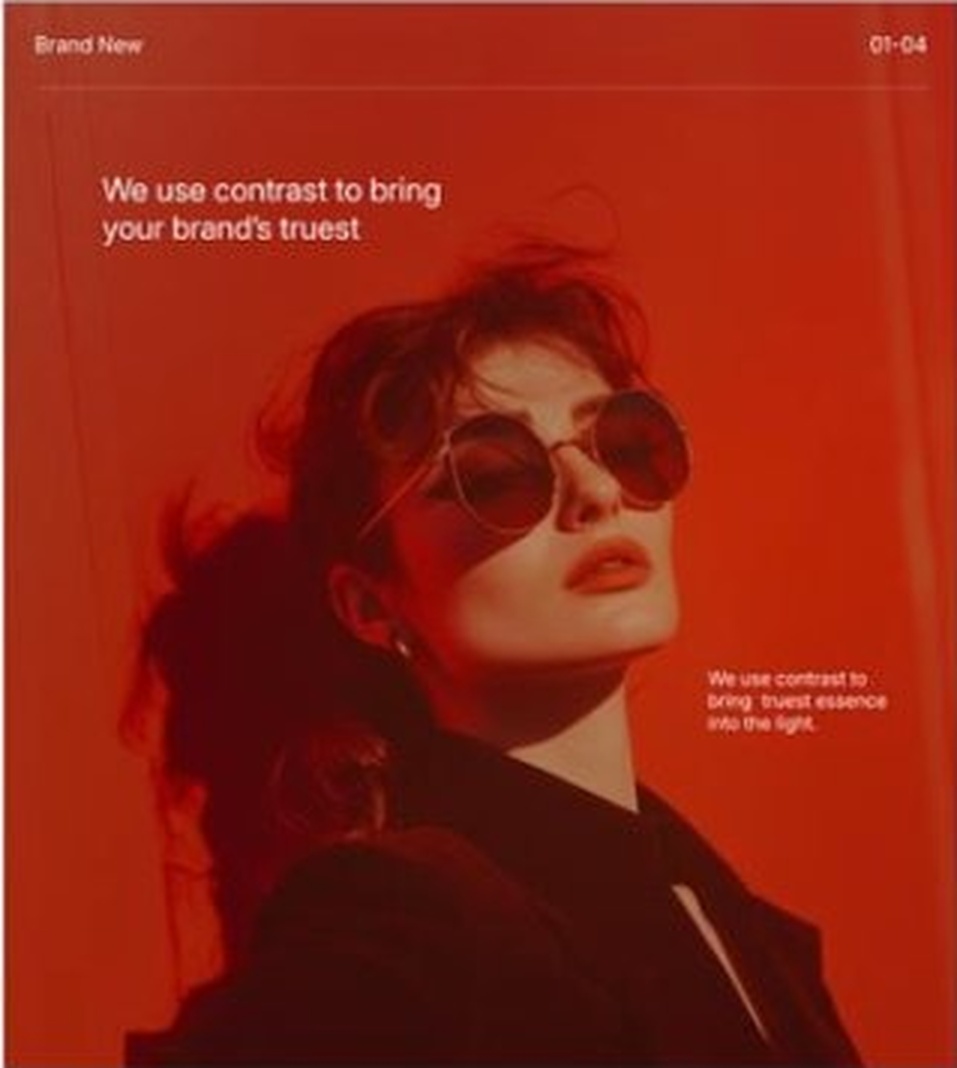 Brand New
01-04
We use contrast to bring
your brand's truest
We use contrast to
bring truest essence
into the light.